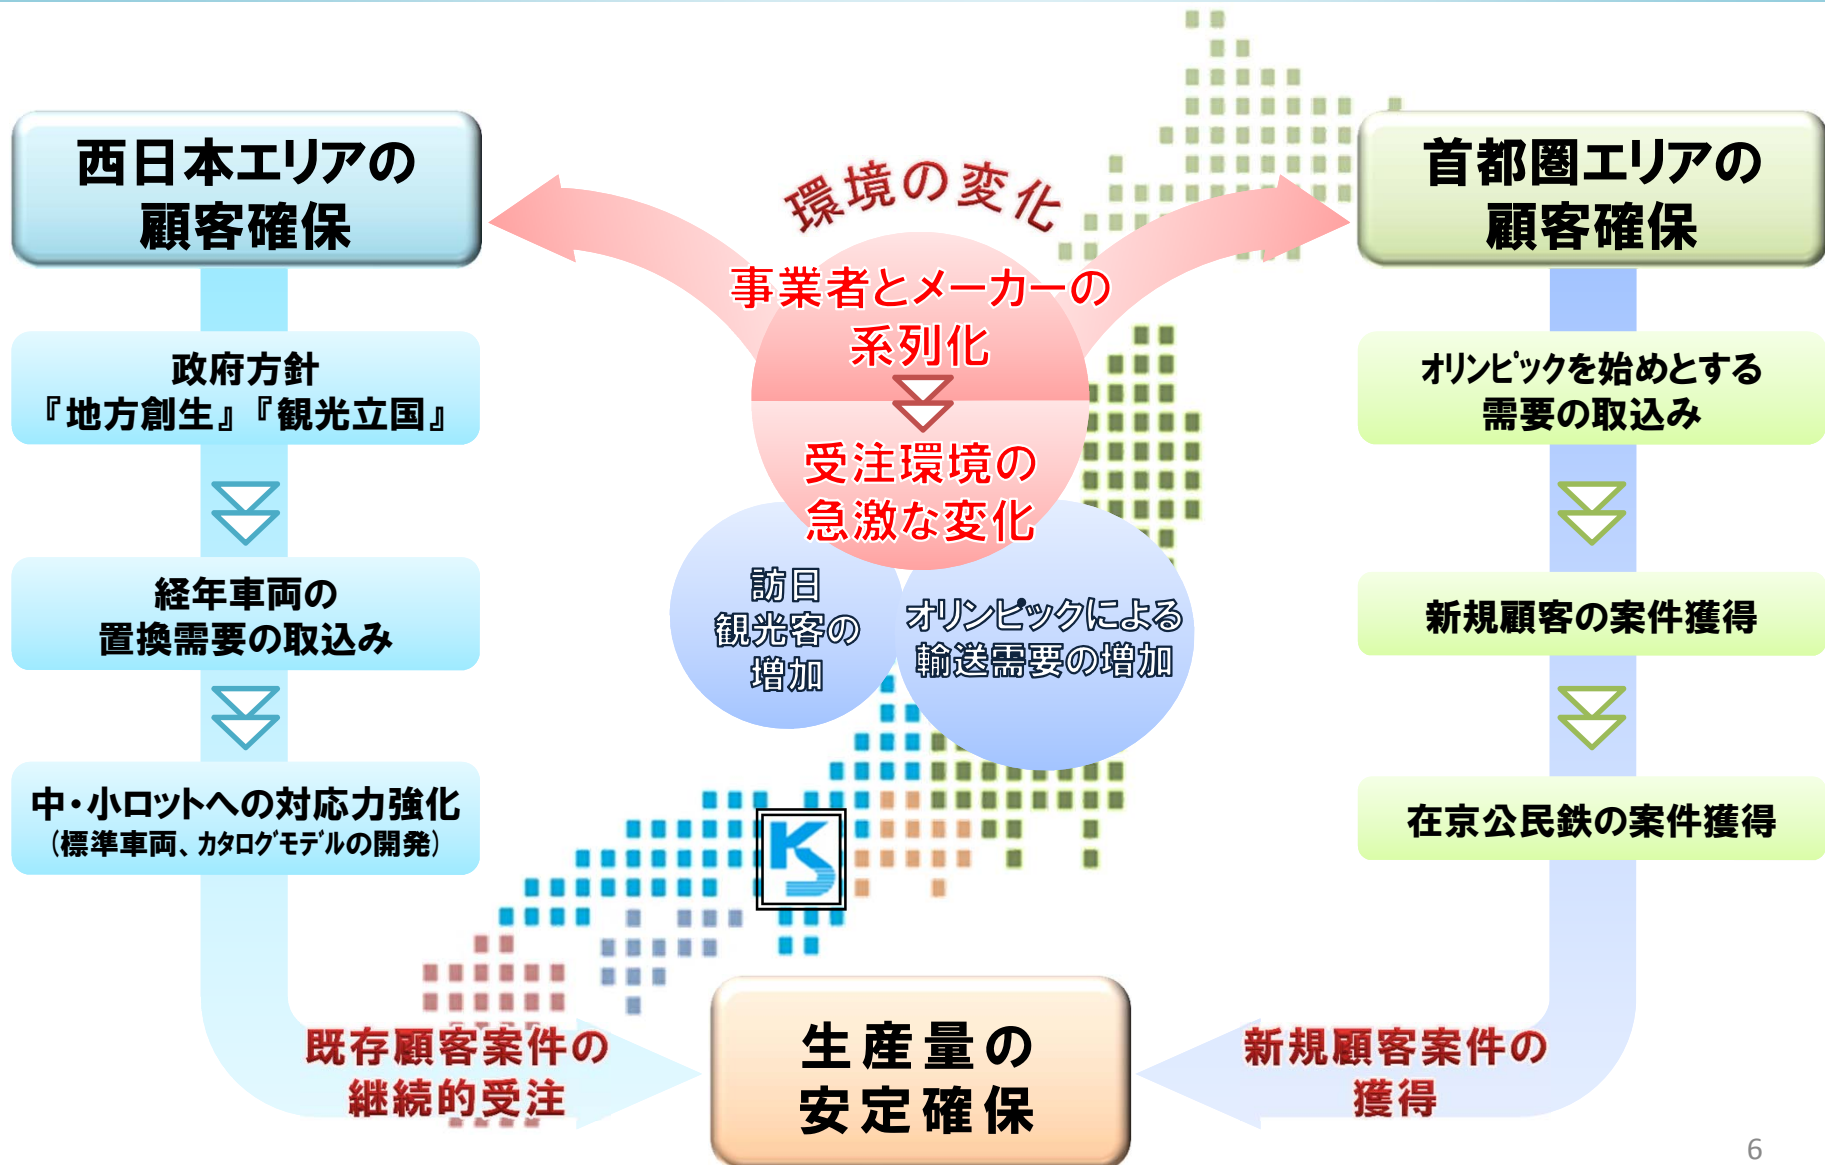 西日本エリアの
顧客確保
政府方針
『地方創生』『観光立国』
経年車両の
置換需要の取込み
中・小ロットへの対応力強化
(標準車両、ｶﾀﾛｸﾞﾓﾃﾞﾙの開発)
既存顧客案件の
継続的受注
環境の変化
事業者とメーカーの
系列化
受注環境の
急激な変化
訪日
観光客の
増加
オリンピックによる
輸送需要の増加
KS
生産量の
安定確保
首都圏エリアの
顧客確保
ｵﾘﾝﾋﾟｯｸを始めとする
需要の取込み
新規顧客の案件獲得
在京公民鉄の案件獲得
新規顧客案件の
獲得
6